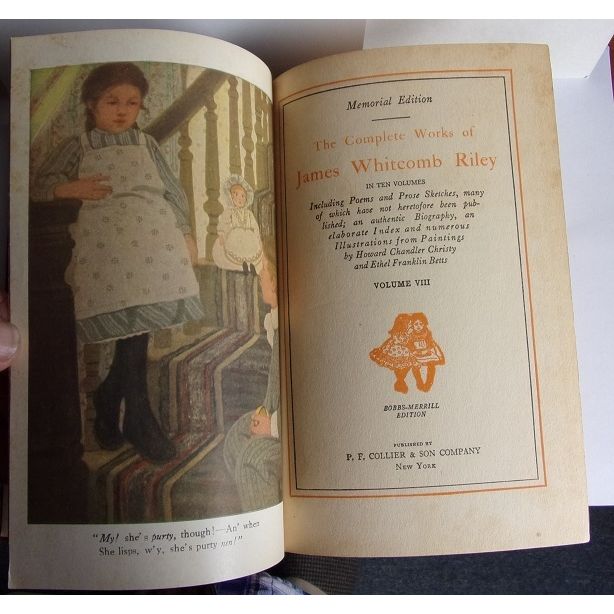 "My! she's purty, though!—An' when
She lisps, w'y, she's purty nen!"
Memorial Edition
The Complete Works of
James Whitcomb Riley
IN TEN VOLUMES
Including Poems and Prose Sketches, many
of which have not heretofore been pub-
lished; an authentic Biography, an
elaborate Index and numerous
Illustrations from Paintings
by Howard Chandler Christy
and Ethel Franklin Betts
VOLUME VIII
BOBBS-MERRILL
EDITION
PUBLISHED BY
P. F. COLLIER & SON COMPANY
NEW YORK